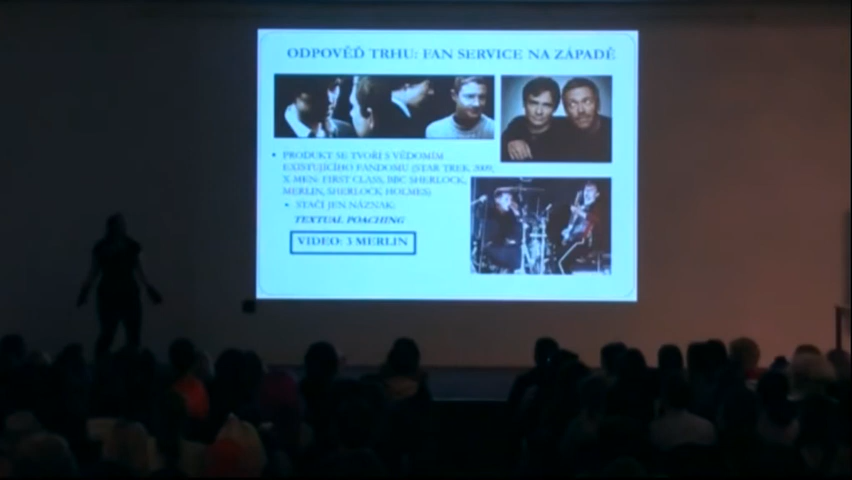 ODPOVĚĎ TRHU: FAN SERVICE NA ZÁPADĚ
• PRODUKT SE TVOŘÍ S VĚDOMÍM
EXISTUJÍCÍHO FANDOMU (STAR TREK 2009,
X-MEN: FIRST CLASS, BBC SHERLOCK,
MERLIN, SHERLOCK HOLMES)
• STAČÍ JEN NÁZNAK:
TEXTUAL POACHING
VIDEO: 3 MERLIN